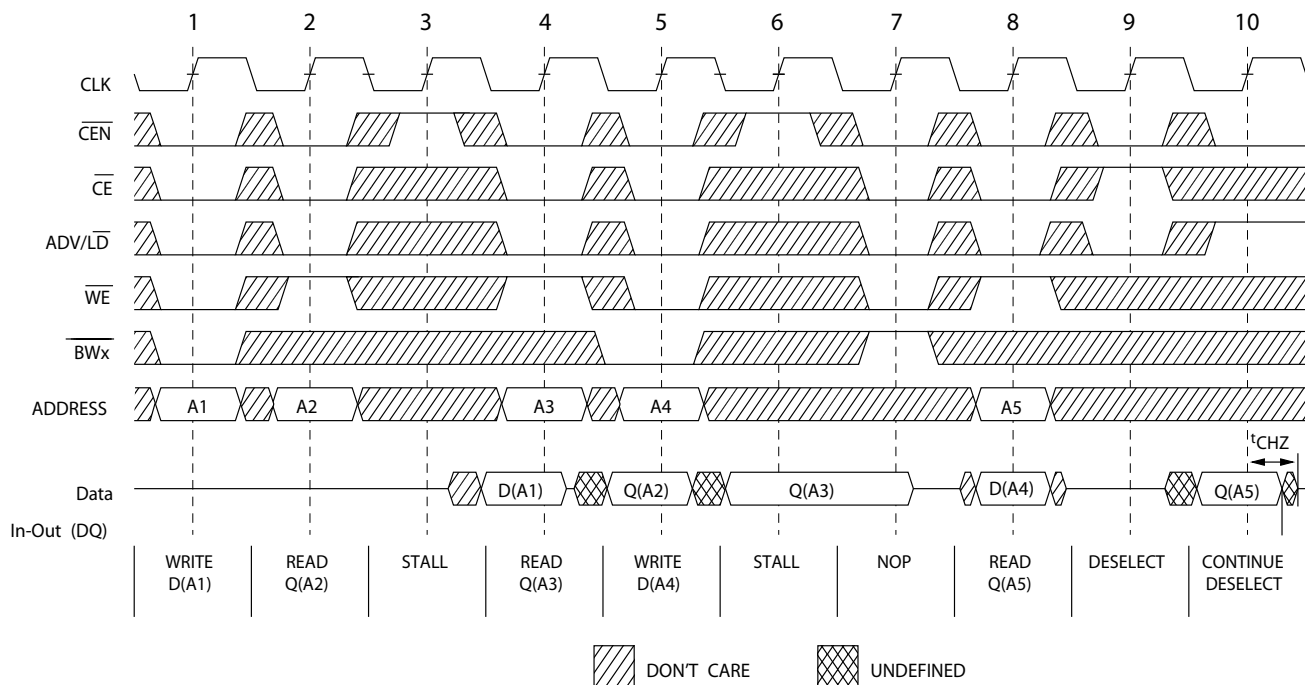 1 2 3 4 5 6 7 8 9 10
CLK
CEN
CE
ADV/LD
WE
BWx
ADDRESS A1 A2 A3 A4 A5
tCHZ
Data D(A1) Q(A2) Q(A3) D(A4) Q(A5)
In-Out (DQ)
WRITE READ STALL READ WRITE STALL NOP READ DESELECT CONTINUE
D(A1) Q(A2) Q(A3) D(A4) Q(A5) DESELECT
DON'T CARE UNDEFINED